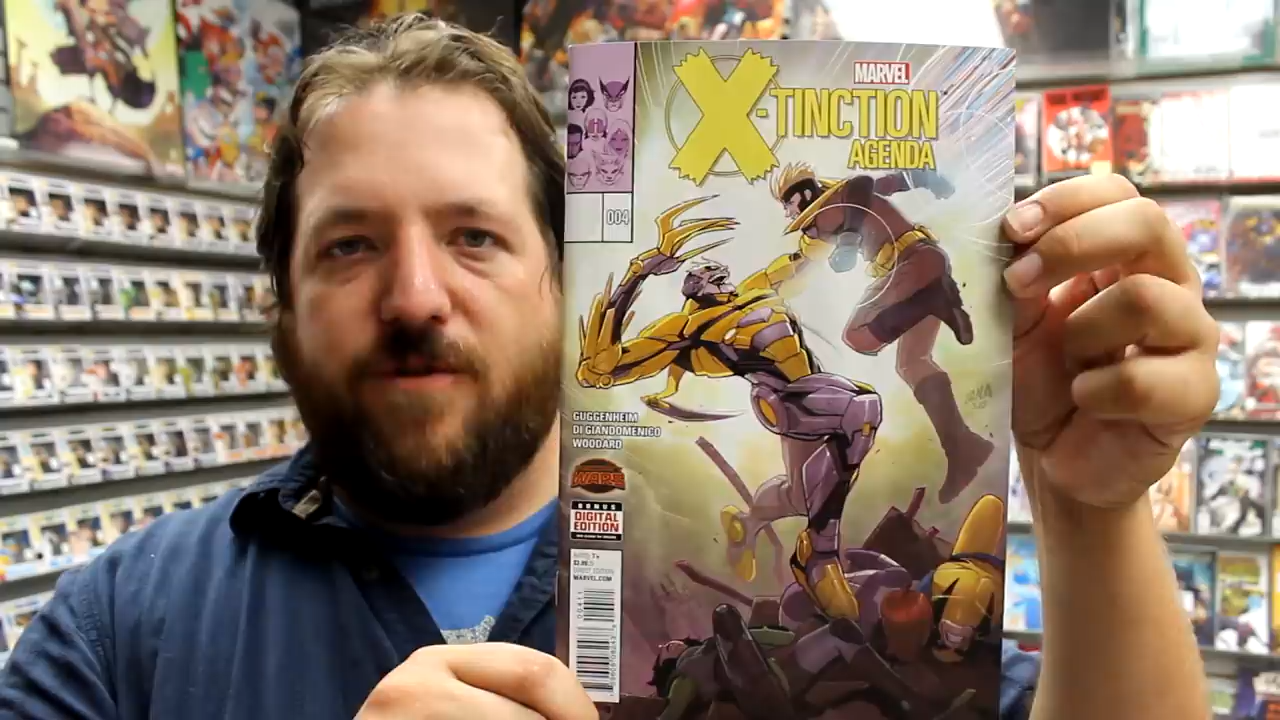 MARVEL
X-TINCTION
AGENDA
004
GUGGENHEIM
DI GIANDOMENICO
WOODARD
WARS
BONUS
DIGITAL
EDITION
MARVEL.COM